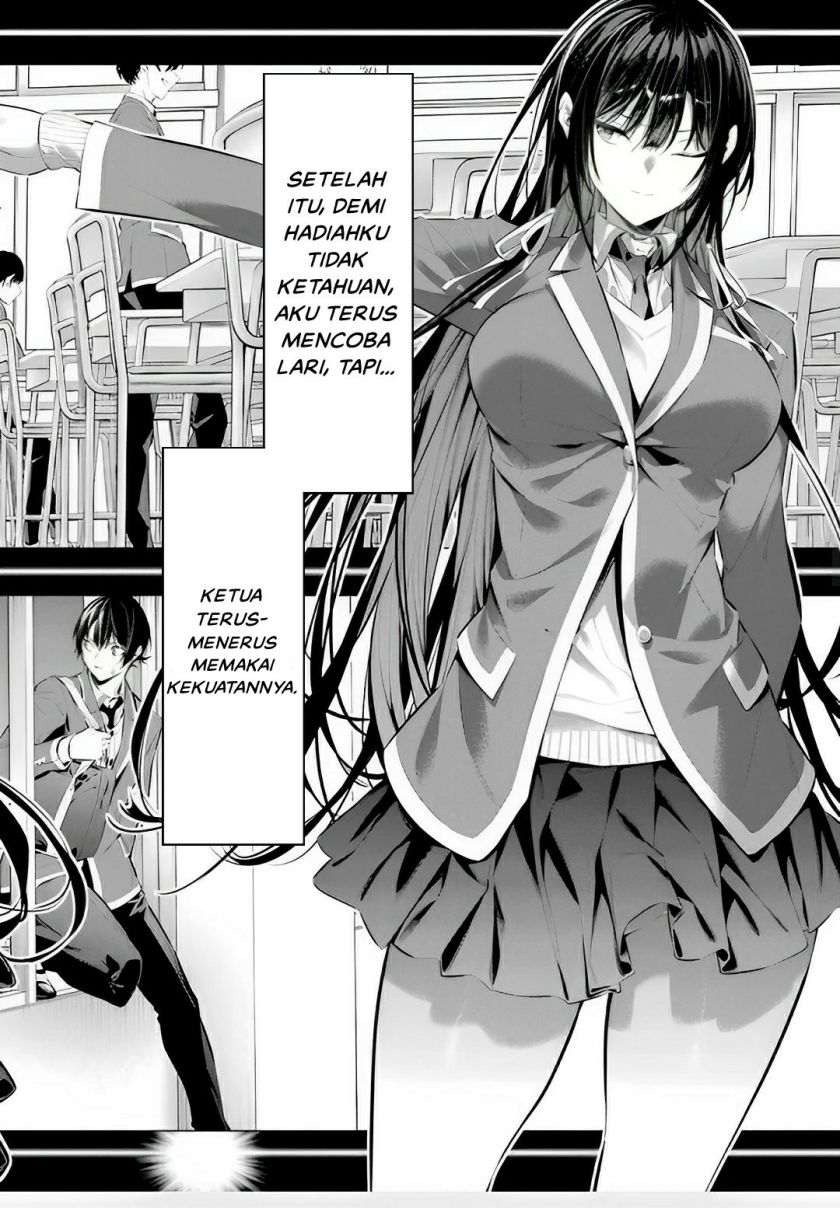 SETELAH
ITU, DEMI
HADIAHKU
TIDAK
KETAHUAN,
AKU TERUS
MENCOBA
LARI, TAPI...
KETUA
TERUS-
MENERUS
MEMAKAI
KEKUATANNYA.